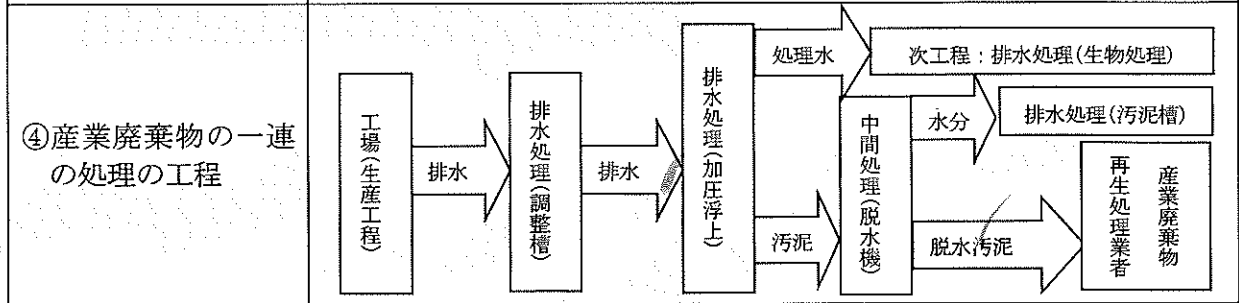 ④産業廃棄物の一連
の処理の工程
工場(生産工程)
排水
排水処理(調整槽)
排水
排水処理(加圧浮上)
処理水
次工程：排水処理(生物処理)
汚泥
中間処理(脱水機)
水分
排水処理(汚泥槽)
脱水汚泥
産業廃棄物
再生処理業者